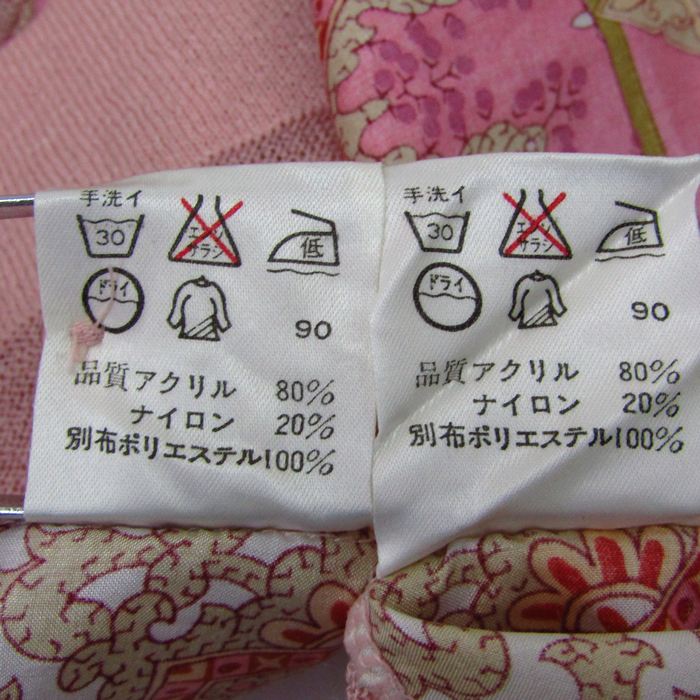 手洗イ
30
エンソ
サラシ
低
ドライ
90
品質アクリル 80%
ナイロン 20%
別布ポリエステル100%
手洗イ
30
エンソ
サラシ
低
ドライ
90
品質アクリル 80%
ナイロン 20%
別布ポリエステル100%